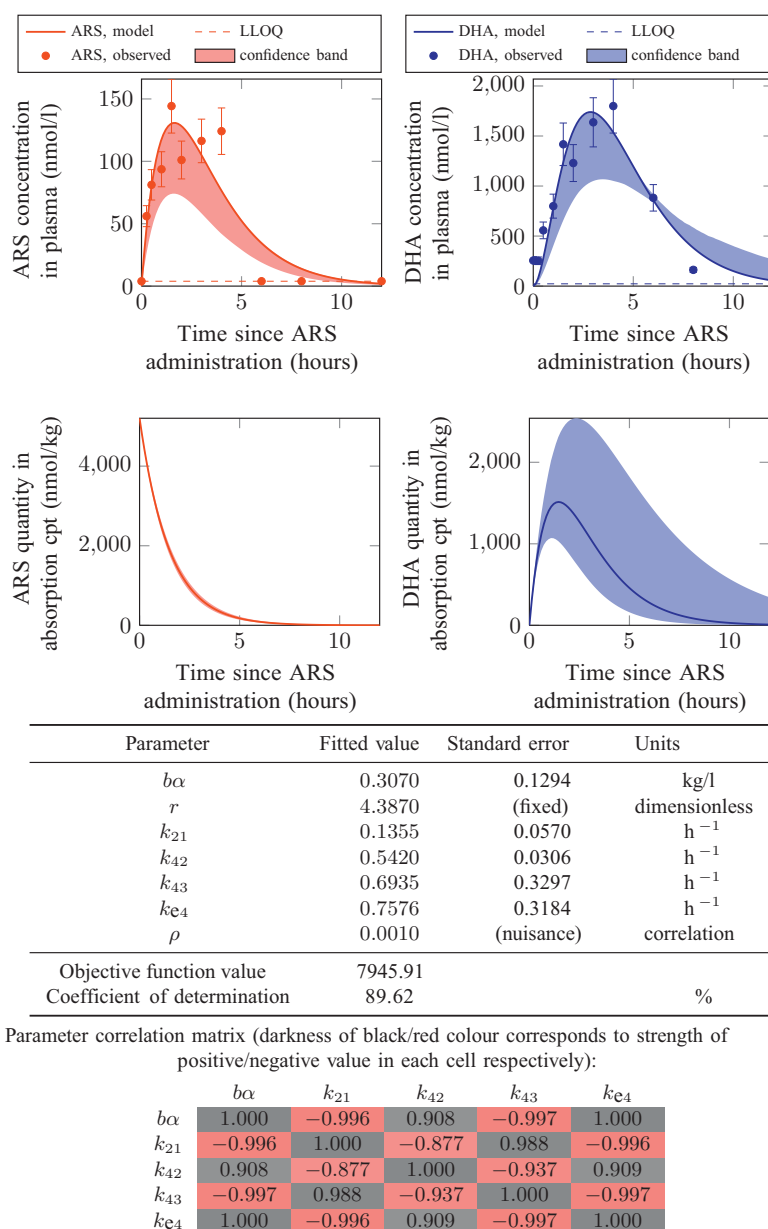 ARS, model
LLOQ
ARS, observed
confidence band
DHA, model
LLOQ
DHA, observed
confidence band
ARS concentration
in plasma (nmol/l)
150
100
50
0
0
5
10
Time since ARS
administration (hours)
DHA concentration
in plasma (nmol/l)
2,000
1,500
1,000
500
0
0
5
10
Time since ARS
administration (hours)
ARS quantity in
absorption cpt (nmol/kg)
4,000
2,000
0
0
5
10
Time since ARS
administration (hours)
DHA quantity in
absorption cpt (nmol/kg)
2,000
1,000
0
0
5
10
Time since ARS
administration (hours)
Parameter Fitted value Standard error Units
bα 0.3070 0.1294 kg/l
r 4.3870 (fixed) dimensionless
k21 0.1355 0.0570 h⁻¹
k42 0.5420 0.0306 h⁻¹
k43 0.6935 0.3297 h⁻¹
ke4 0.7576 0.3184 h⁻¹
ρ 0.0010 (nuisance) correlation
Objective function value 7945.91
Coefficient of determination 89.62 %
Parameter correlation matrix (darkness of black/red colour corresponds to strength of
positive/negative value in each cell respectively):
bα k21 k42 k43 ke4
bα 1.000 −0.996 0.908 −0.997 1.000
k21 −0.996 1.000 −0.877 0.988 −0.996
k42 0.908 −0.877 1.000 −0.937 0.909
k43 −0.997 0.988 −0.937 1.000 −0.997
ke4 1.000 −0.996 0.909 −0.997 1.000